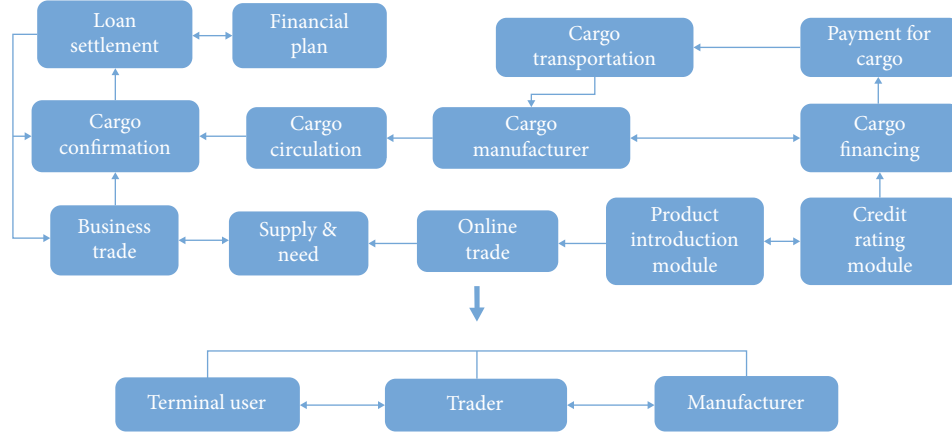 Loan
settlement
Financial
plan
Cargo
transportation
Payment for
cargo
Cargo
confirmation
Cargo
circulation
Cargo
manufacturer
Cargo
financing
Business
trade
Supply &
need
Online
trade
Product
introduction
module
Credit
rating
module
Terminal user
Trader
Manufacturer